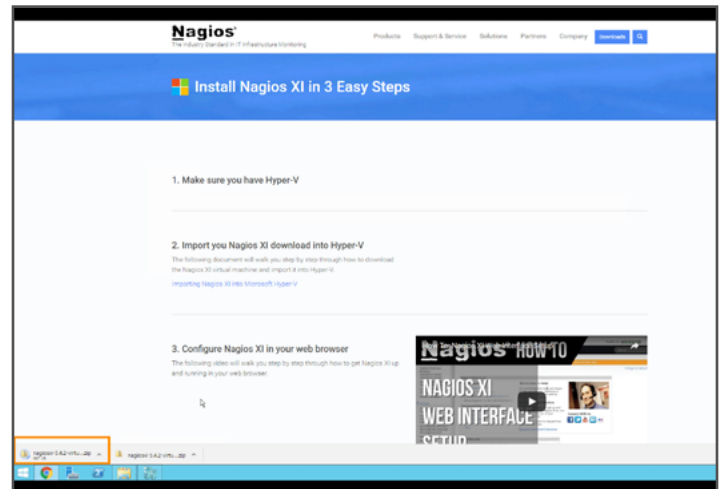 Nagios
The Industry Standard in IT Infrastructure Monitoring
Products Support & Service Solutions Partners Company Downloads
Install Nagios XI in 3 Easy Steps
1. Make sure you have Hyper-V
2. Import you Nagios XI download into Hyper-V
The following document will walk you step by step through how to download
the Nagios XI virtual machine and import it into Hyper-V.
Importing Nagios XI into Microsoft Hyper-V
3. Configure Nagios XI in your web browser
The following video will walk you step by step through how to get Nagios XI up
and running in your web browser.
Nagios HOW TO
NAGIOS XI
WEB INTERFACE
SETUP